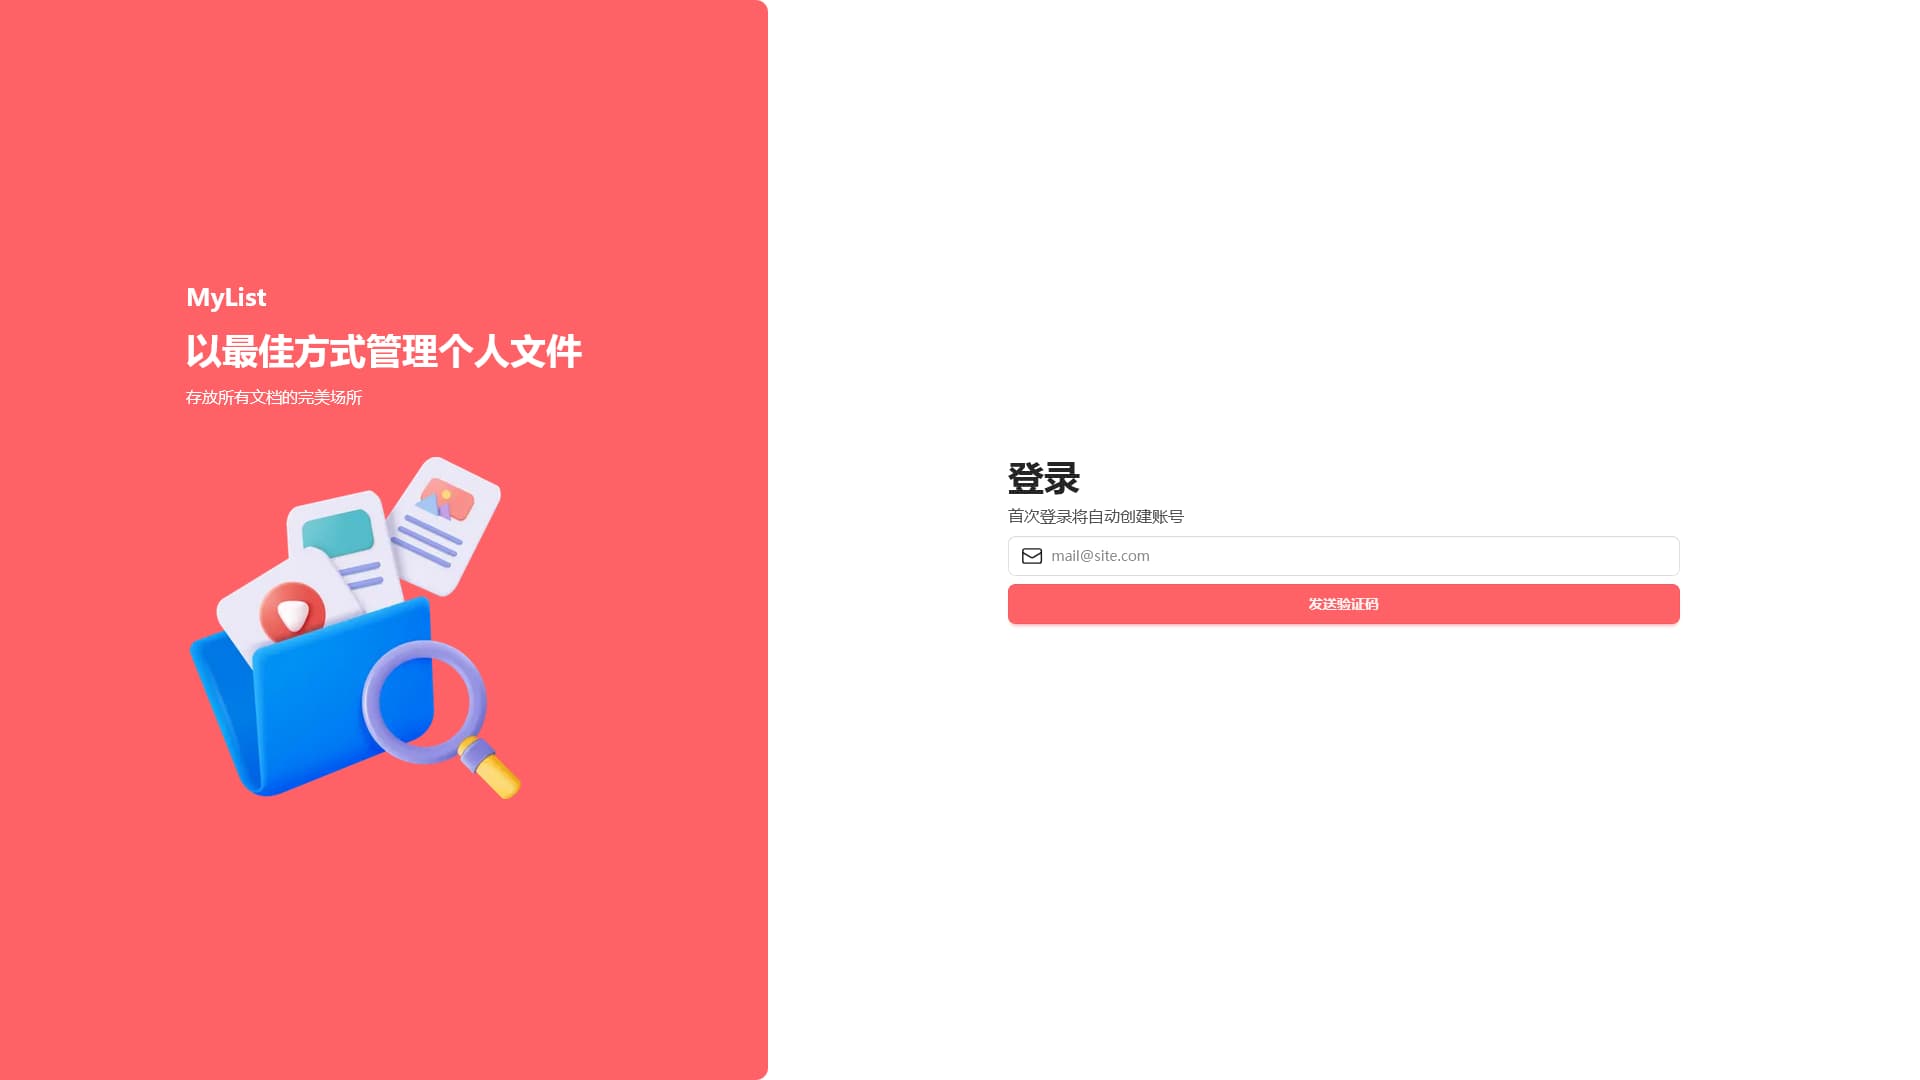 MyList
以最佳方式管理个人文件
存放所有文档的完美场所
登录
首次登录将自动创建账号
mail@site.com
发送验证码